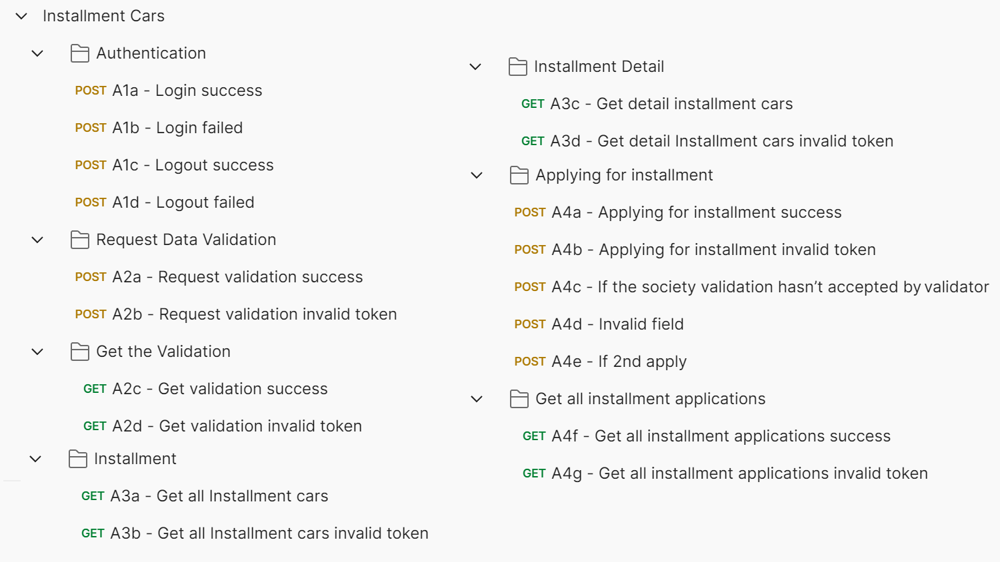 Installment Cars
Authentication
POST A1a - Login success
POST A1b - Login failed
POST A1c - Logout success
POST A1d - Logout failed
Request Data Validation
POST A2a - Request validation success
POST A2b - Request validation invalid token
Get the Validation
GET A2c - Get validation success
GET A2d - Get validation invalid token
Installment
GET A3a - Get all Installment cars
GET A3b - Get all Installment cars invalid token
Installment Detail
GET A3c - Get detail installment cars
GET A3d - Get detail Installment cars invalid token
Applying for installment
POST A4a - Applying for installment success
POST A4b - Applying for installment invalid token
POST A4c - If the society validation hasn’t accepted by validator
POST A4d - Invalid field
POST A4e - If 2nd apply
Get all installment applications
GET A4f - Get all installment applications success
GET A4g - Get all installment applications invalid token